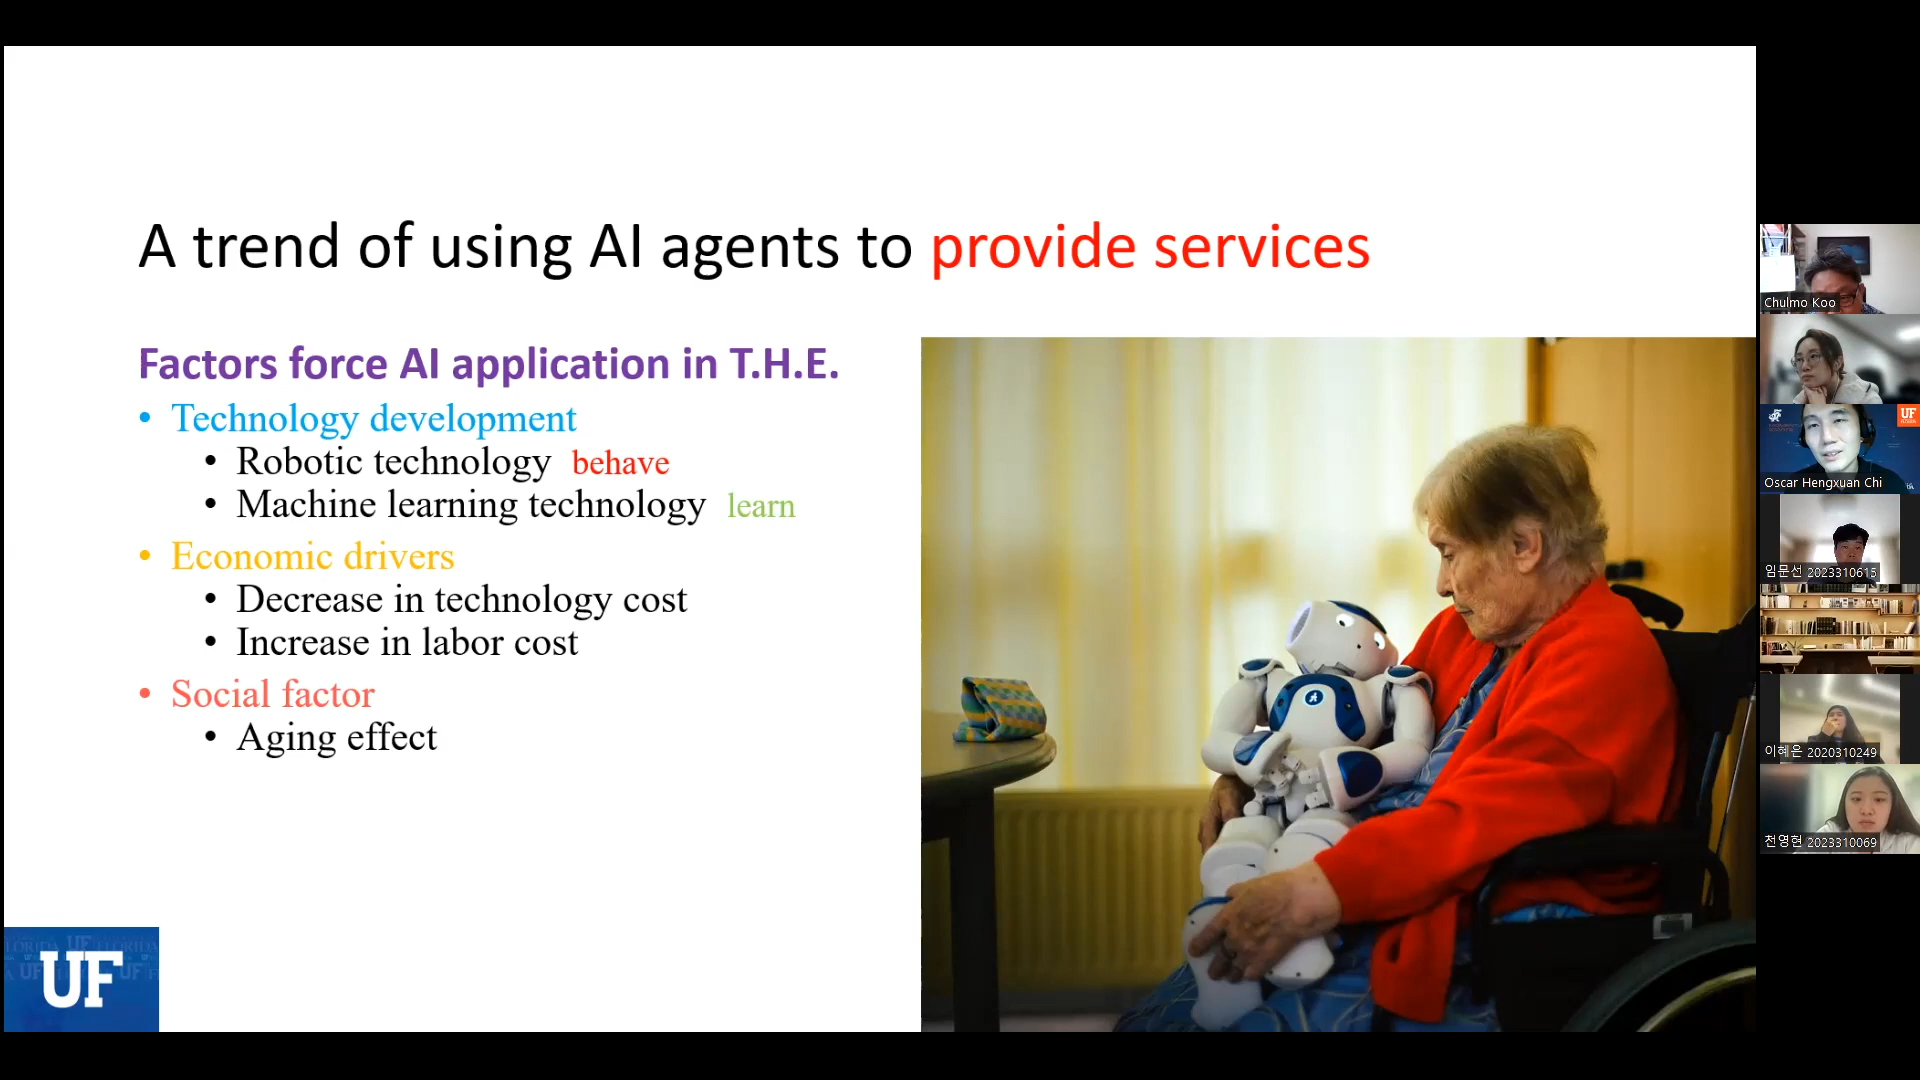 A trend of using AI agents to provide services
Factors force AI application in T.H.E.
• Technology development
• Robotic technology behave
• Machine learning technology learn
• Economic drivers
• Decrease in technology cost
• Increase in labor cost
• Social factor
• Aging effect
UF
Chulmo Koo
UF
Oscar Hengxuan Chi
임문선 2023310615
이혜은 2020310249
천영현 2023310069